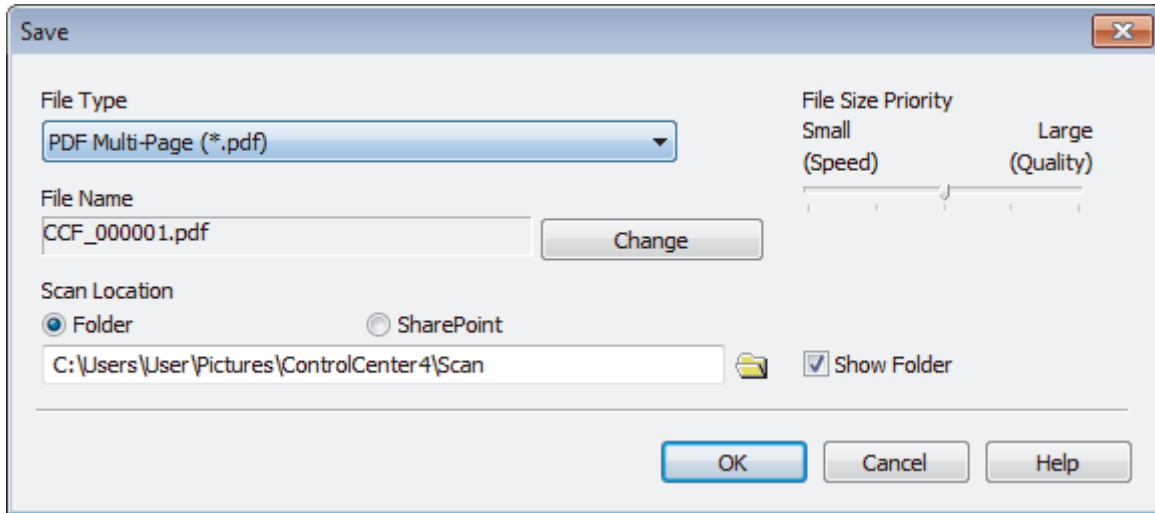 Save
File Type
PDF Multi-Page (*.pdf)
File Name
CCF_000001.pdf
Change
File Size Priority
Small Large
(Speed) (Quality)
Scan Location
Folder SharePoint
C:\Users\User\Pictures\ControlCenter4\Scan
Show Folder
OK Cancel Help